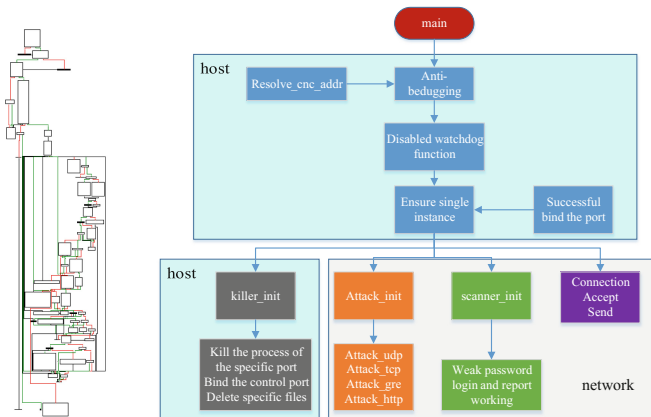 main
host
Resolve_cnc_addr
Anti-
bedugging
Disabled watchdog
function
Ensure single
instance
Successful
bind the port
host
killer_init
Attack_init
scanner_init
Connection
Accept
Send
Kill the process of
the specific port
Bind the control port
Delete specific files
Attack_udp
Attack_tcp
Attack_gre
Attack_http
Weak password
login and report
working
network